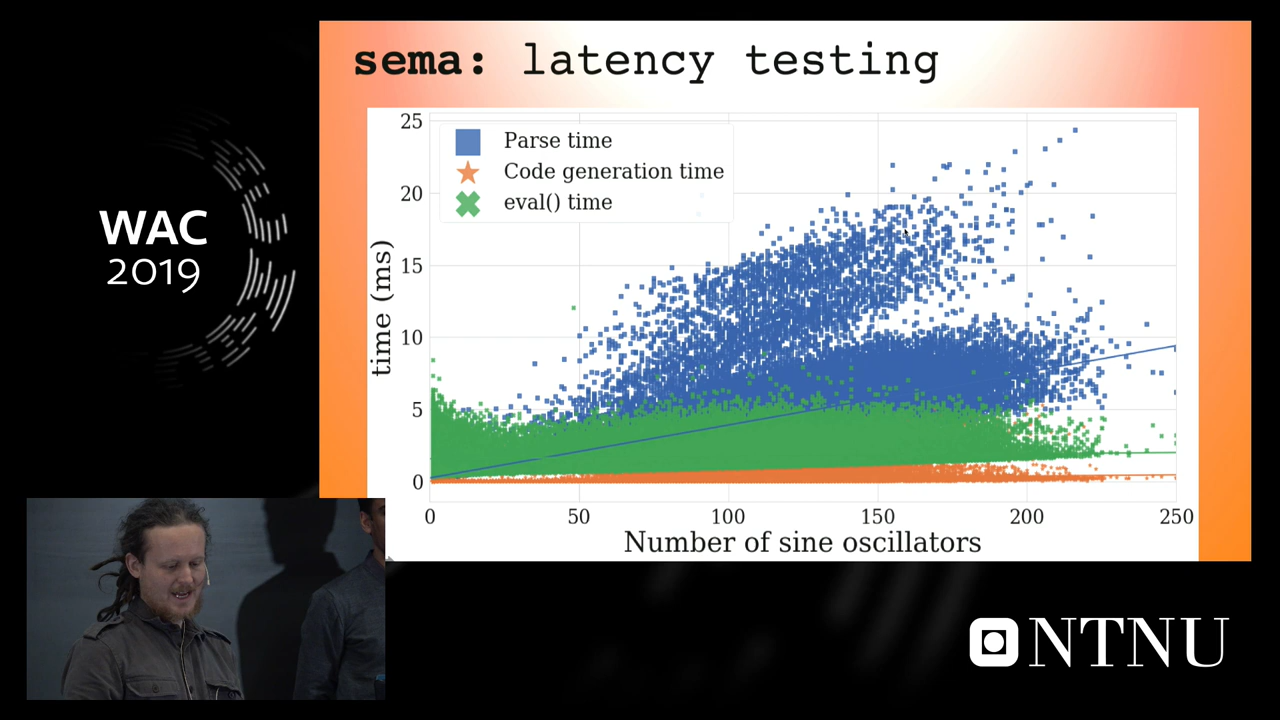 sema: latency testing
WAC
2019
Parse time
Code generation time
eval() time
25
20
15
10
5
0
time (ms)
0 50 100 150 200 250
Number of sine oscillators
NTNU